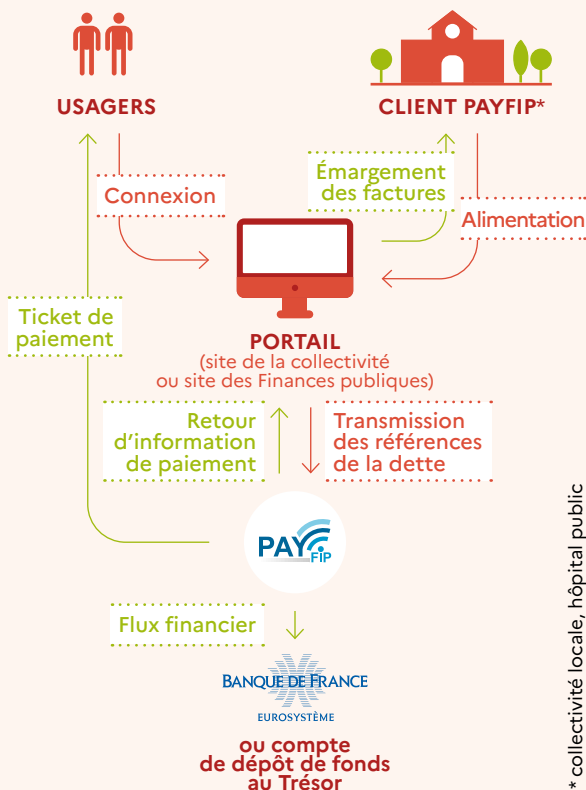 USAGERS
CLIENT PAYFIP*
Connexion
Émargement
des factures
Alimentation
Ticket de
paiement
PORTAIL
(site de la collectivité
ou site des Finances publiques)
Retour
d’information
de paiement
Transmission
des références
de la dette
PAYFiP
Flux financier
BANQUE DE FRANCE
EUROSYSTÈME
ou compte
de dépôt de fonds
au Trésor
* collectivité locale, hôpital public